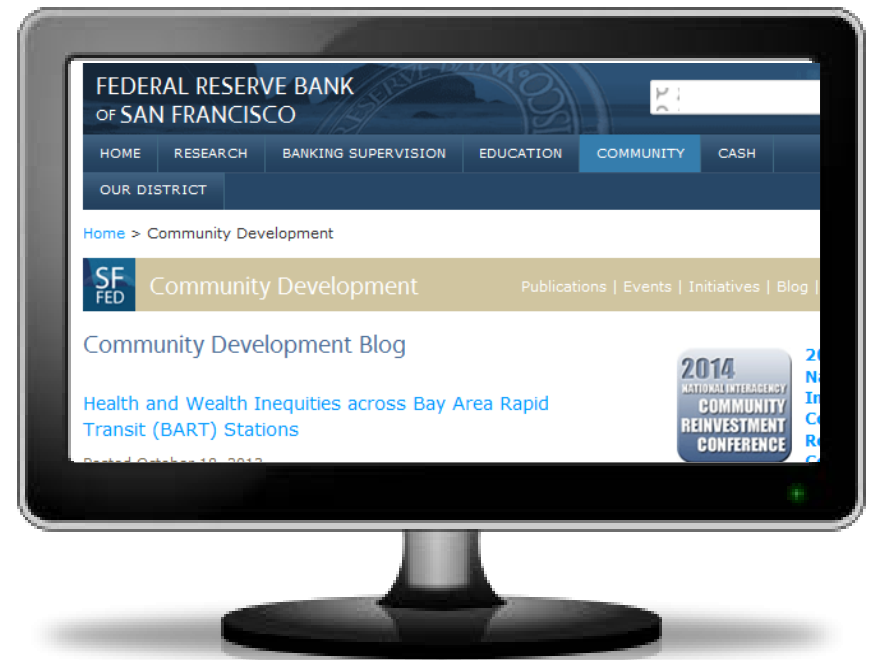 FEDERAL RESERVE BANK
OF SAN FRANCISCO
HOME RESEARCH BANKING SUPERVISION EDUCATION COMMUNITY CASH
OUR DISTRICT
Home > Community Development
SF
FED
Community Development Publications | Events | Initiatives | Blog |
Community Development Blog
2014
NATIONAL INTERAGENCY
COMMUNITY
REINVESTMENT
CONFERENCE
Health and Wealth Inequities across Bay Area Rapid
Transit (BART) Stations